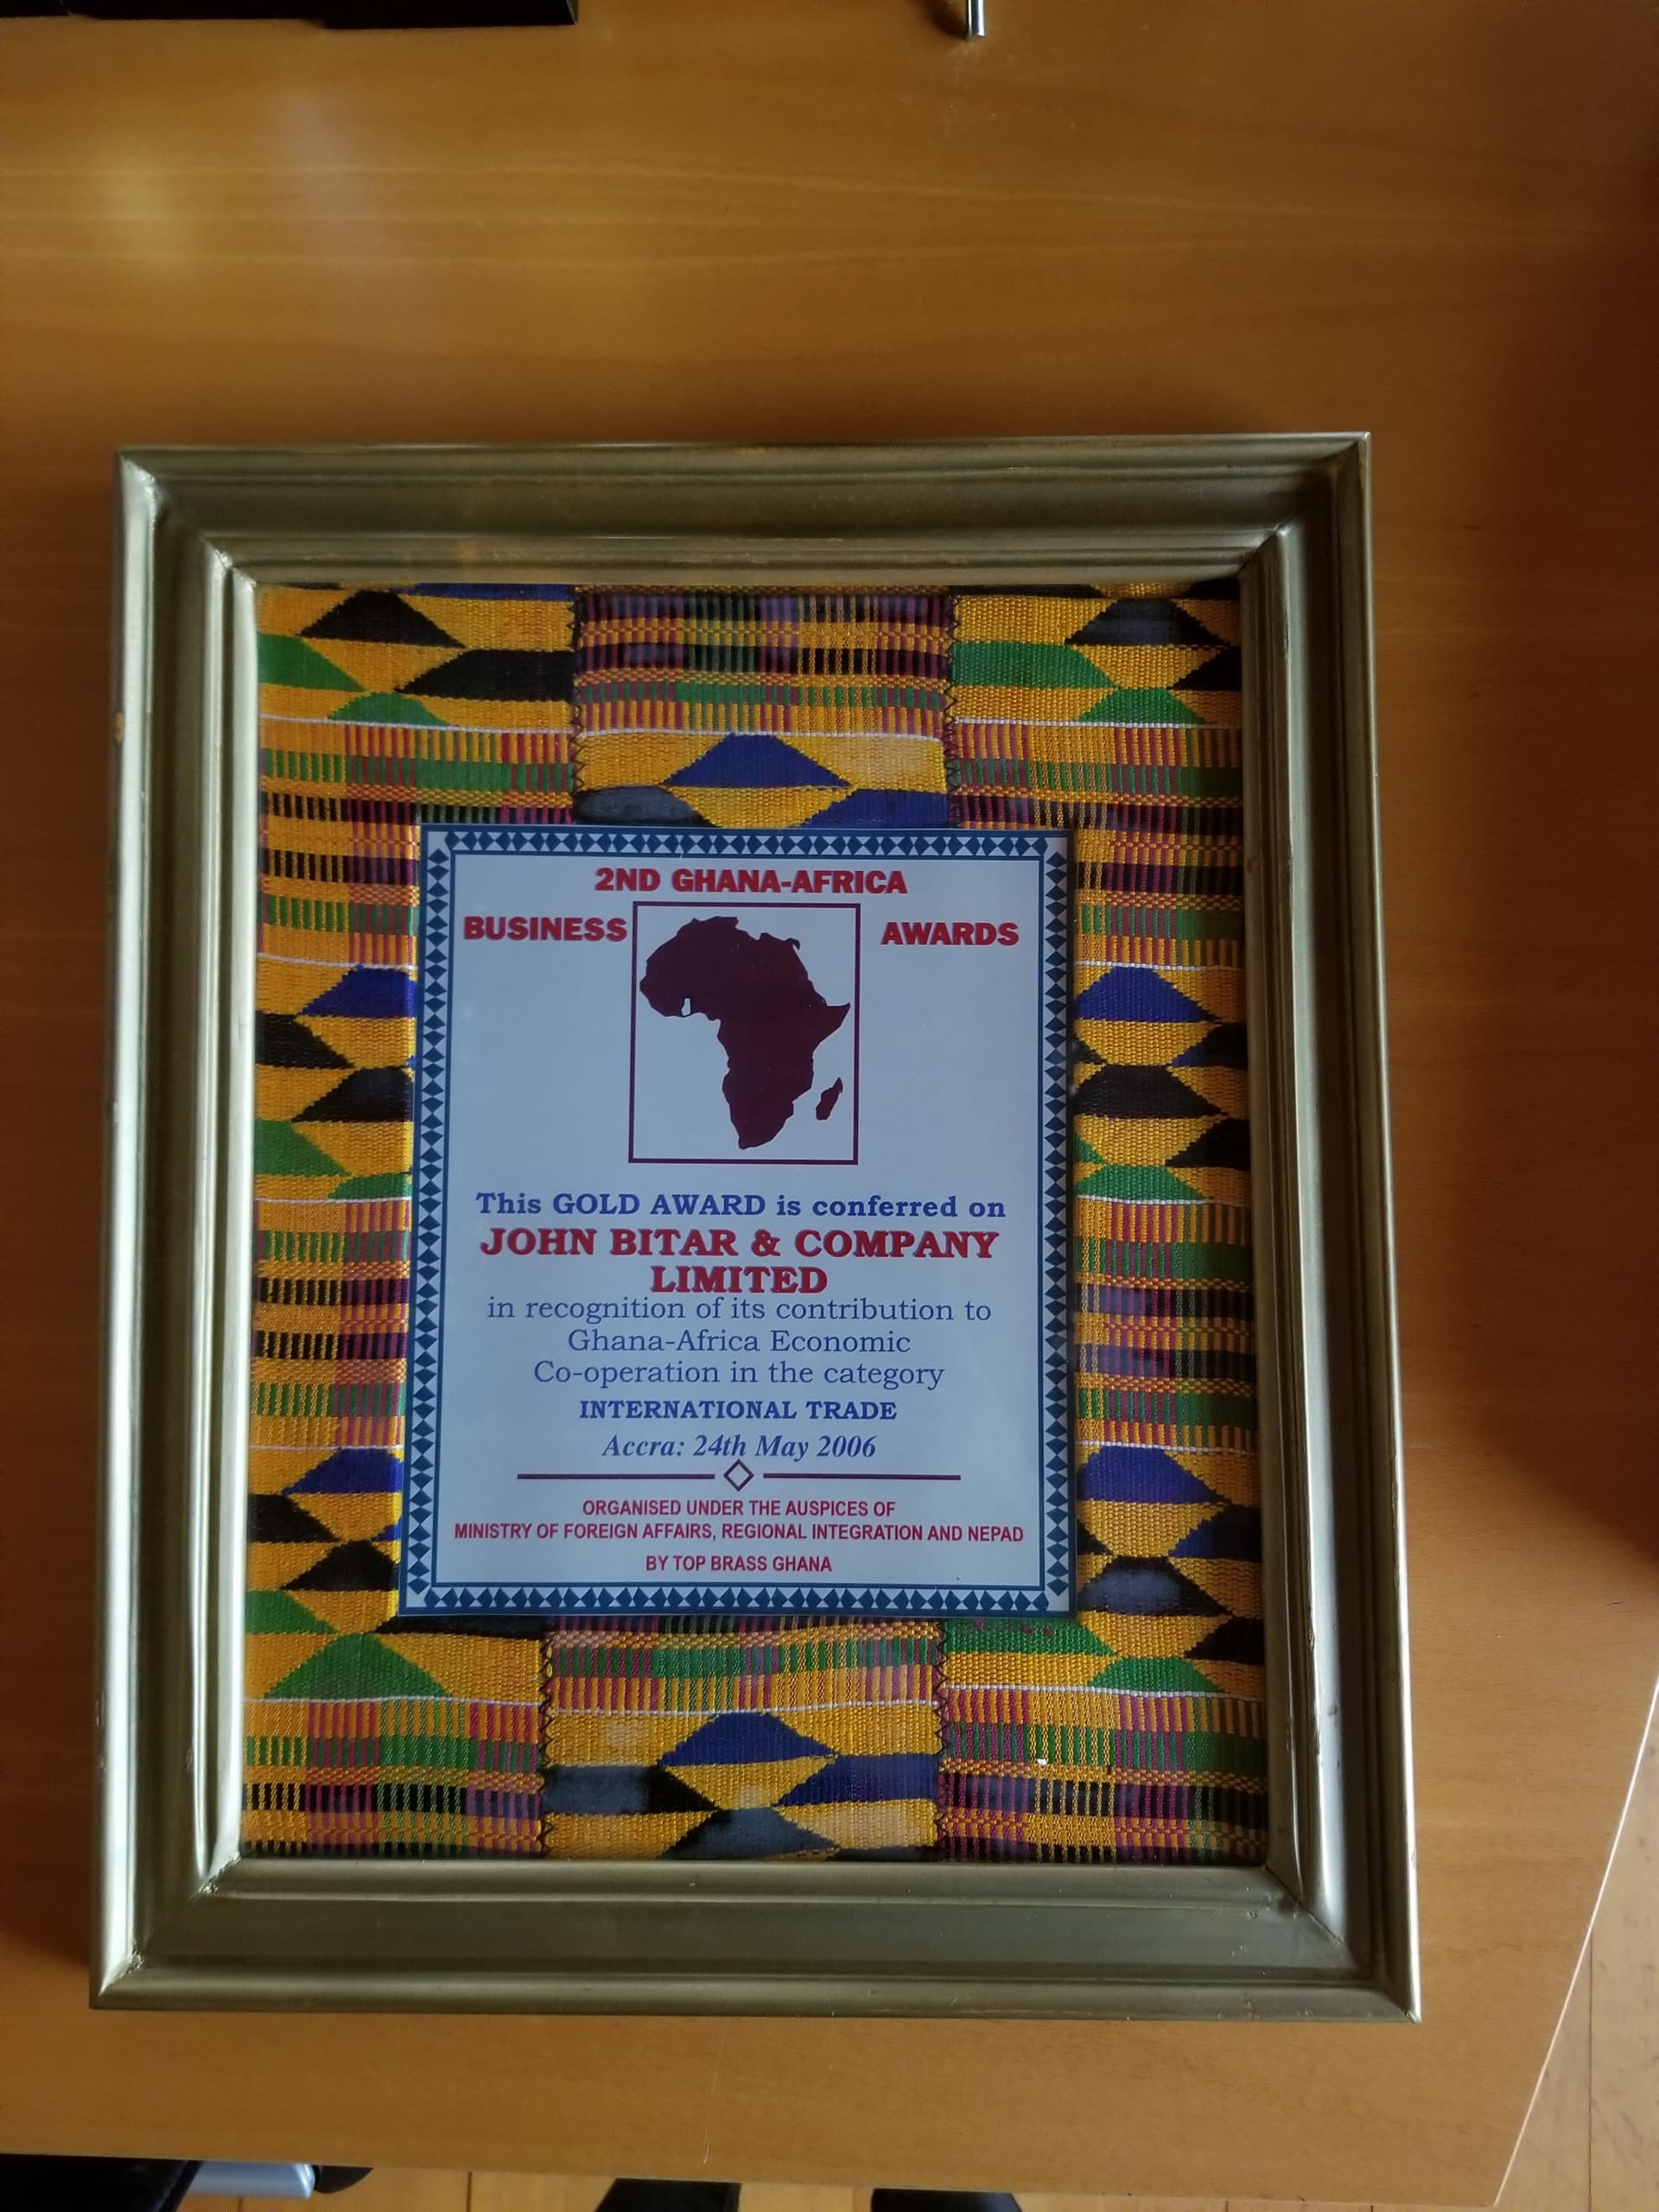 2ND GHANA-AFRICA
BUSINESS AWARDS
This GOLD AWARD is conferred on
JOHN BITAR & COMPANY
LIMITED
in recognition of its contribution to
Ghana-Africa Economic
Co-operation in the category
INTERNATIONAL TRADE
Accra: 24th May 2006
ORGANISED UNDER THE AUSPICES OF
MINISTRY OF FOREIGN AFFAIRS, REGIONAL INTEGRATION AND NEPAD
BY TOP BRASS GHANA